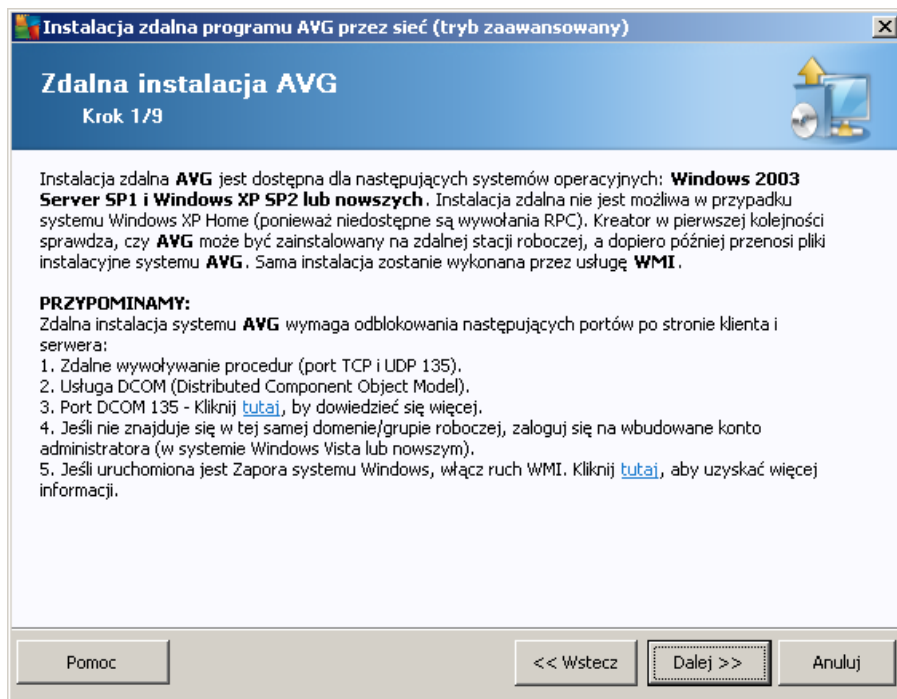 Instalacja zdalna programu AVG przez sieć (tryb zaawansowany)
Zdalna instalacja AVG
Krok 1/9
Instalacja zdalna AVG jest dostępna dla następujących systemów operacyjnych: Windows 2003
Server SP1 i Windows XP SP2 lub nowszych. Instalacja zdalna nie jest możliwa w przypadku
systemu Windows XP Home (ponieważ niedostępne są wywołania RPC). Kreator w pierwszej kolejności
sprawdza, czy AVG może być zainstalowany na zdalnej stacji roboczej, a dopiero później przenosi pliki
instalacyjne systemu AVG. Sama instalacja zostanie wykonana przez usługę WMI.
PRZYPOMINAMY:
Zdalna instalacja systemu AVG wymaga odblokowania następujących portów po stronie klienta i
serwera:
1. Zdalne wywoływanie procedur (port TCP i UDP 135).
2. Usługa DCOM (Distributed Component Object Model).
3. Port DCOM 135 - Kliknij tutaj, by dowiedzieć się więcej.
4. Jeśli nie znajduje się w tej samej domenie/grupie roboczej, zaloguj się na wbudowane konto
administratora (w systemie Windows Vista lub nowszym).
5. Jeśli uruchomiona jest Zapora systemu Windows, włącz ruch WMI. Kliknij tutaj, aby uzyskać więcej
informacji.
Pomoc
<< Wstecz
Dalej >>
Anuluj